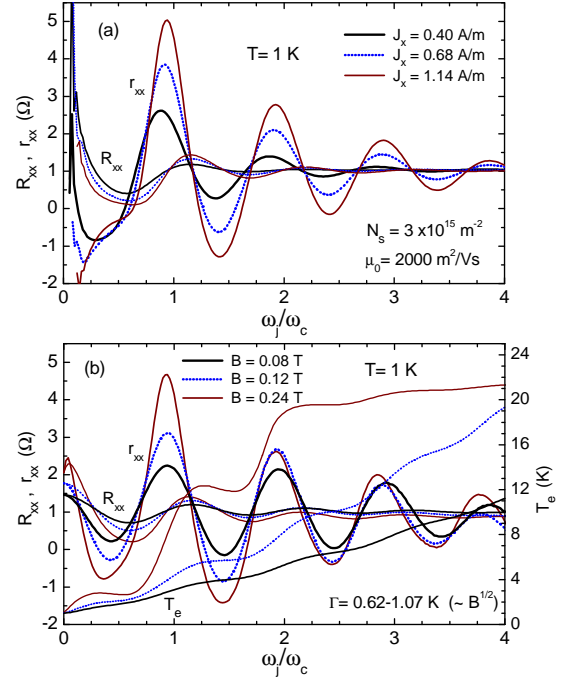 (a)
T= 1 K
J_x = 0.40 A/m
J_x = 0.68 A/m
J_x = 1.14 A/m
r_xx
R_xx
N_s = 3 x10^15 m^-2
μ_0= 2000 m^2/Vs
R_xx , r_xx (Ω)
5
4
3
2
1
0
-1
-2
0 1 2 3 4
ω_j/ω_c
(b)
B = 0.08 T
B = 0.12 T
B = 0.24 T
T= 1 K
r_xx
R_xx
T_e
Γ= 0.62-1.07 K (~ B^1/2)
R_xx , r_xx (Ω)
5
4
3
2
1
0
-1
-2
24
20
16
12
8
4
0
T_e (K)
0 1 2 3 4
ω_j/ω_c